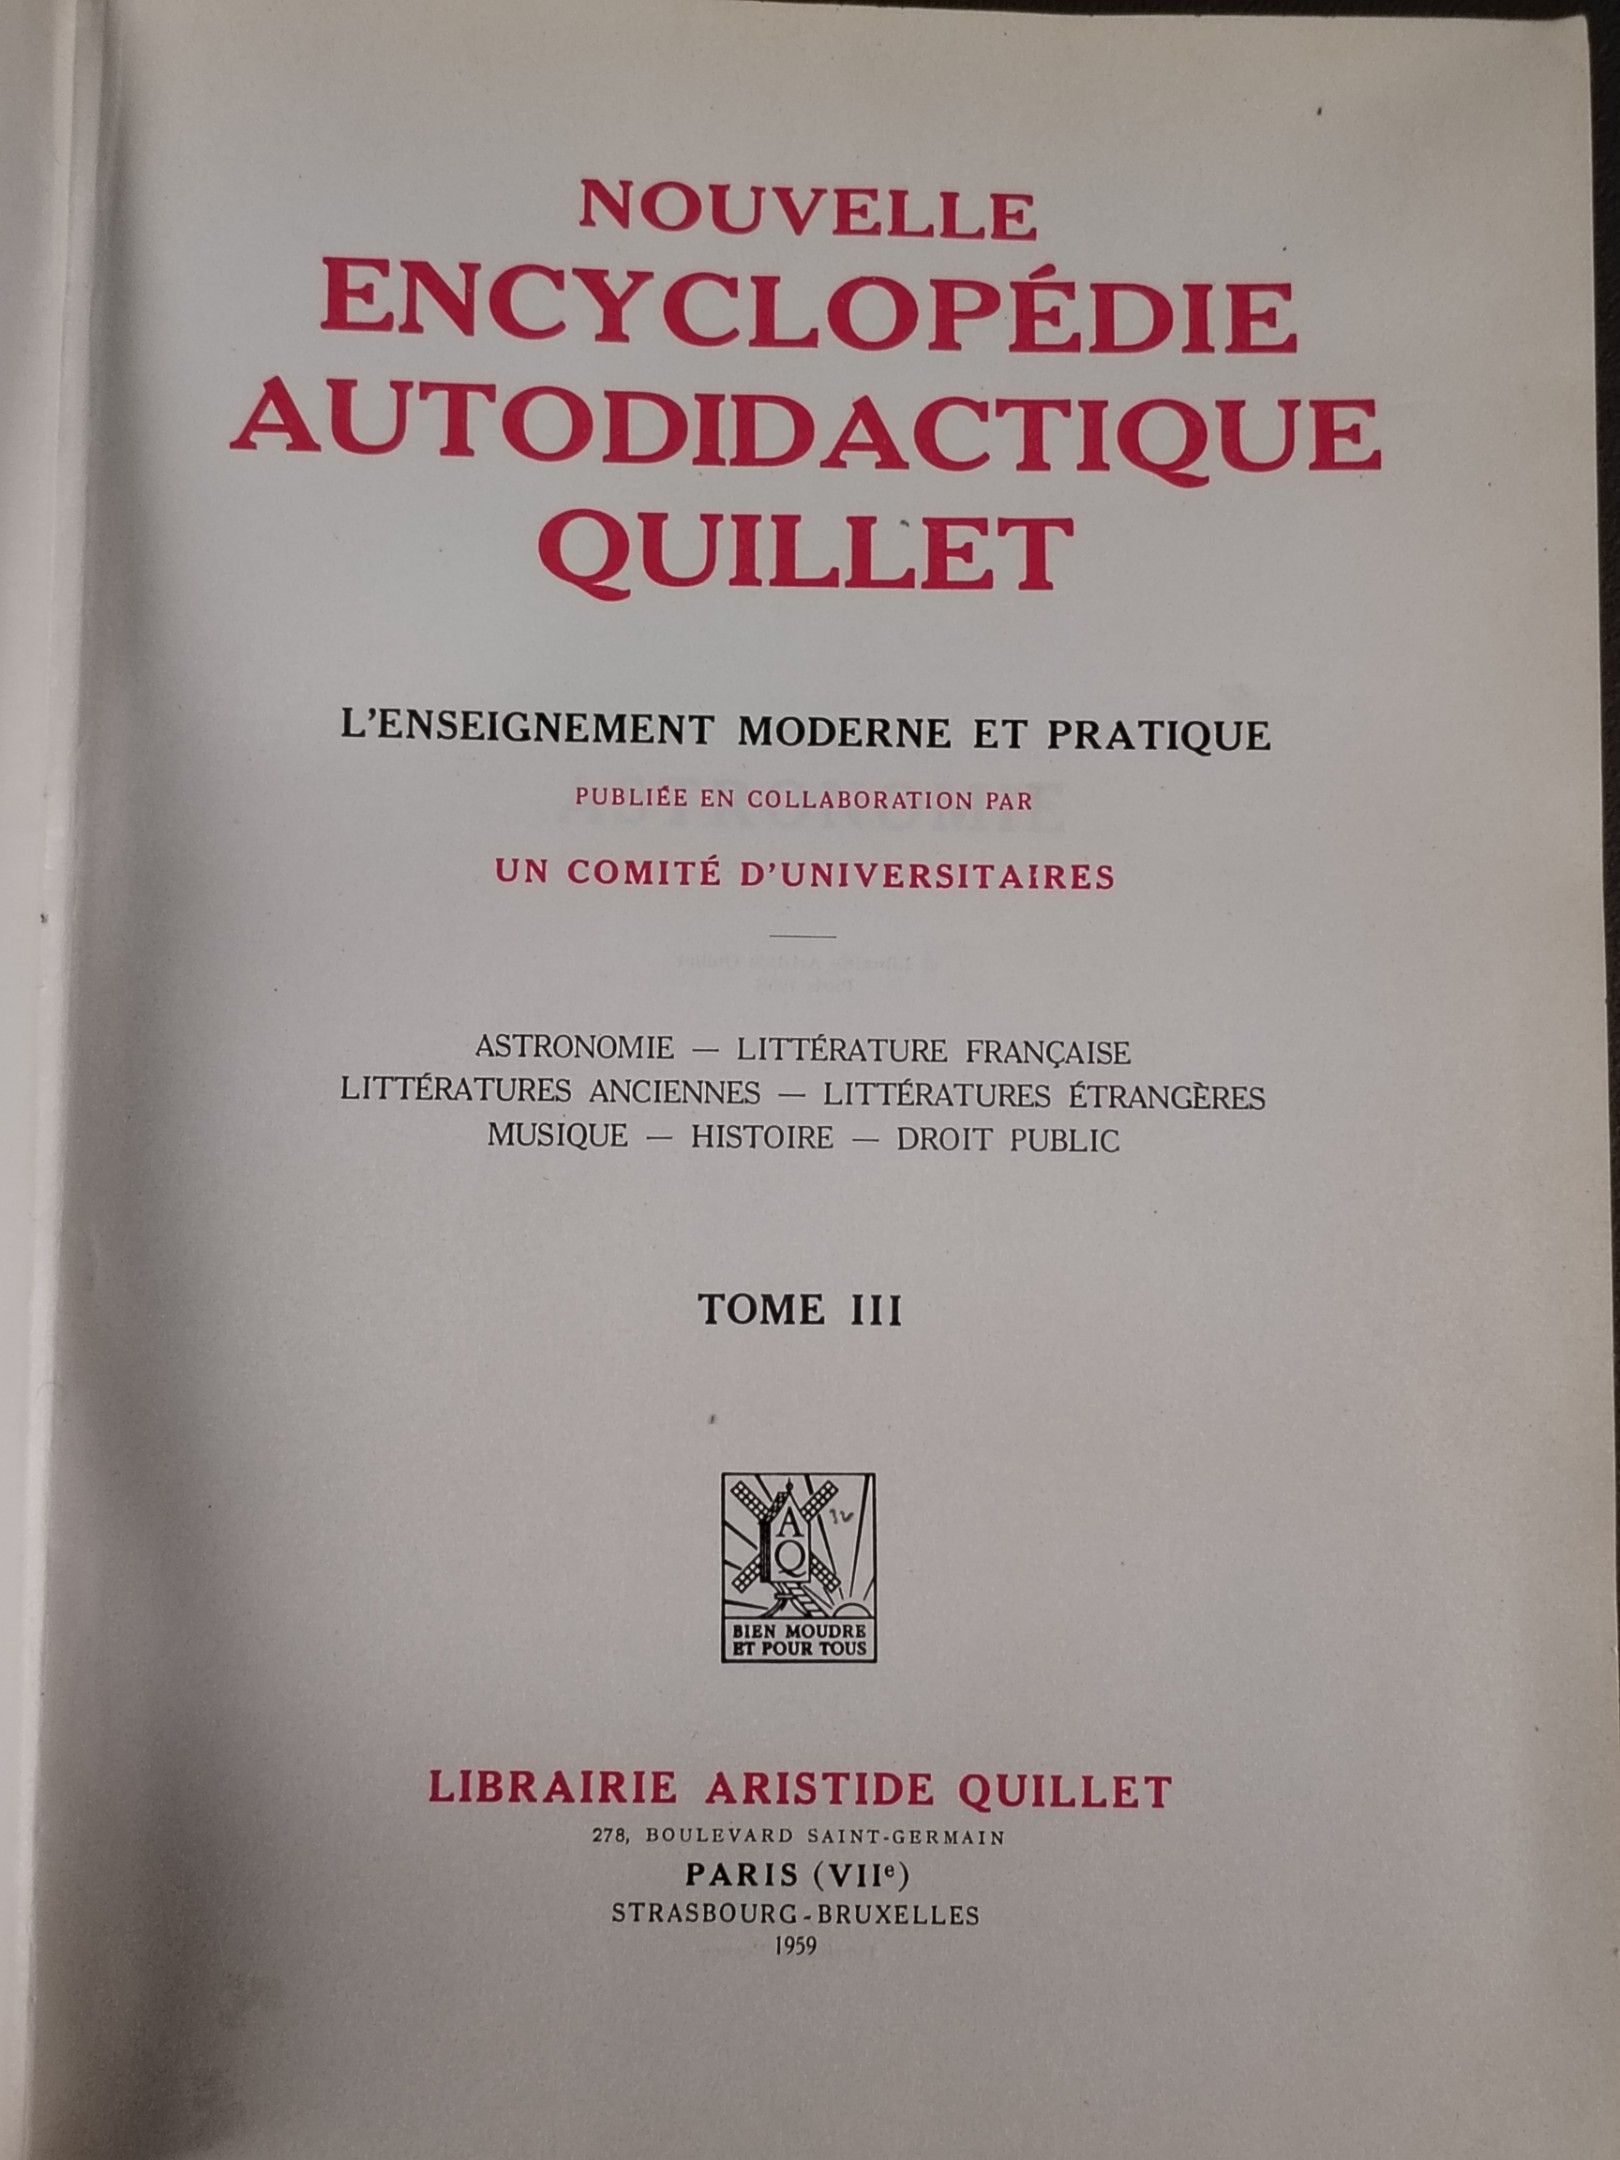 NOUVELLE
ENCYCLOPÉDIE
AUTODIDACTIQUE
QUILLET
L'ENSEIGNEMENT MODERNE ET PRATIQUE
PUBLIÉE EN COLLABORATION PAR
UN COMITÉ D'UNIVERSITAIRES
ASTRONOMIE — LITTÉRATURE FRANÇAISE
LITTÉRATURES ANCIENNES — LITTÉRATURES ÉTRANGÈRES
MUSIQUE — HISTOIRE — DROIT PUBLIC
TOME III
A
Q
BIEN MOUDRE
ET POUR TOUS
LIBRAIRIE ARISTIDE QUILLET
278, BOULEVARD SAINT-GERMAIN
PARIS (VIIe)
STRASBOURG-BRUXELLES
1959